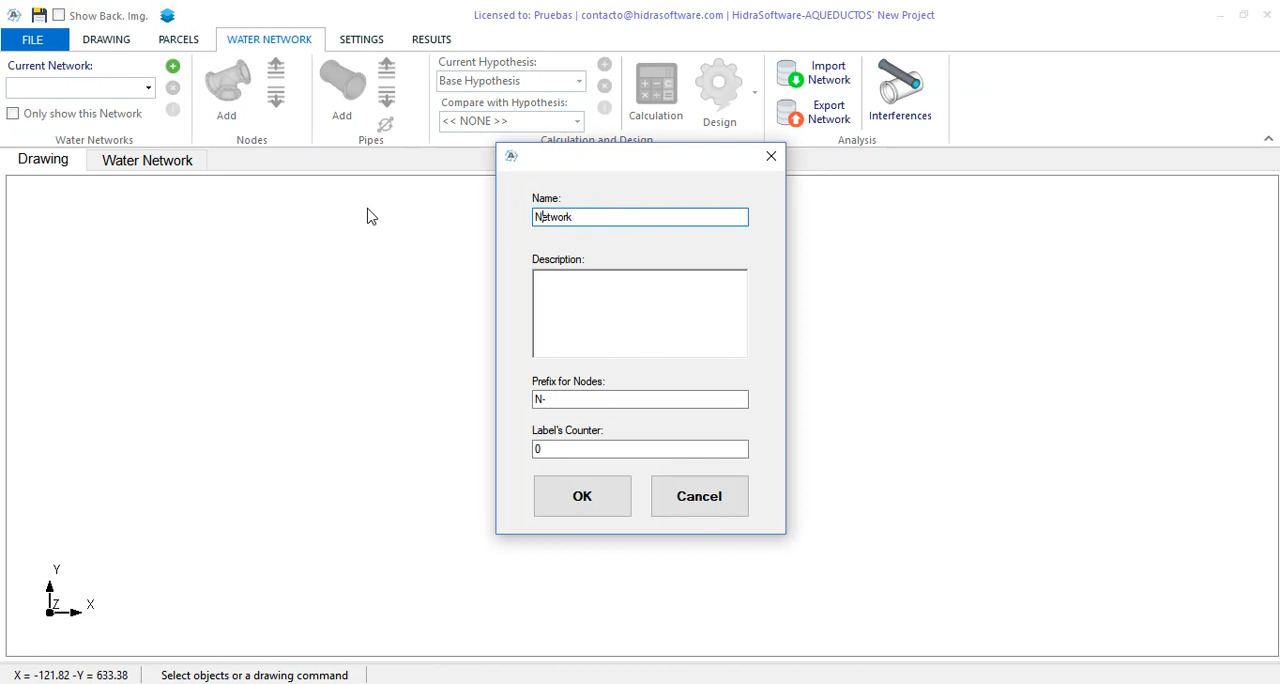 Show Back. Img.
Licensed to: Pruebas | contacto@hidrasoftware.com | HidraSoftware-AQUEDUCTOS' New Project
FILE DRAWING PARCELS WATER NETWORK SETTINGS RESULTS
Current Network:
Only show this Network
Water Networks
Add
Nodes
Add
Pipes
Current Hypothesis:
Base Hypothesis
Compare with Hypothesis:
<< NONE >>
Calculation
Design
Calculation and Design
Import
Network
Export
Network
Interferences
Analysis
Drawing Water Network
Name:
Network
Description:
Prefix for Nodes:
N-
Label's Counter:
0
OK Cancel
Y
Z
X
X = -121.82 -Y = 633.38 Select objects or a drawing command